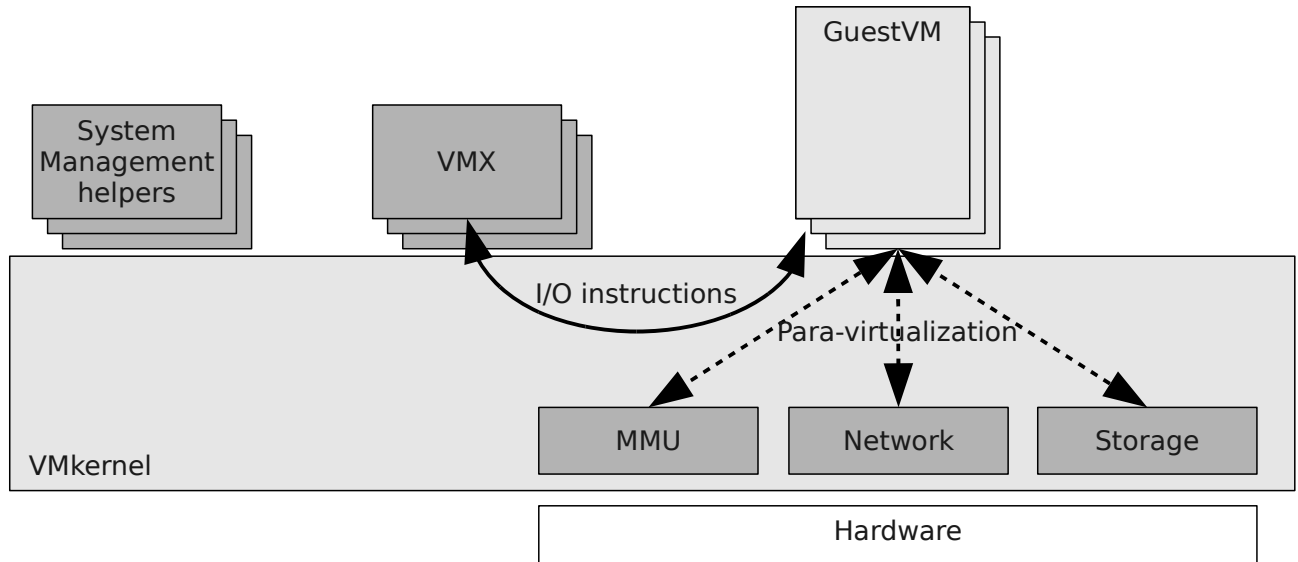 GuestVM
System
Management
helpers
VMX
I/O instructions
Para-virtualization
MMU
Network
Storage
VMkernel
Hardware